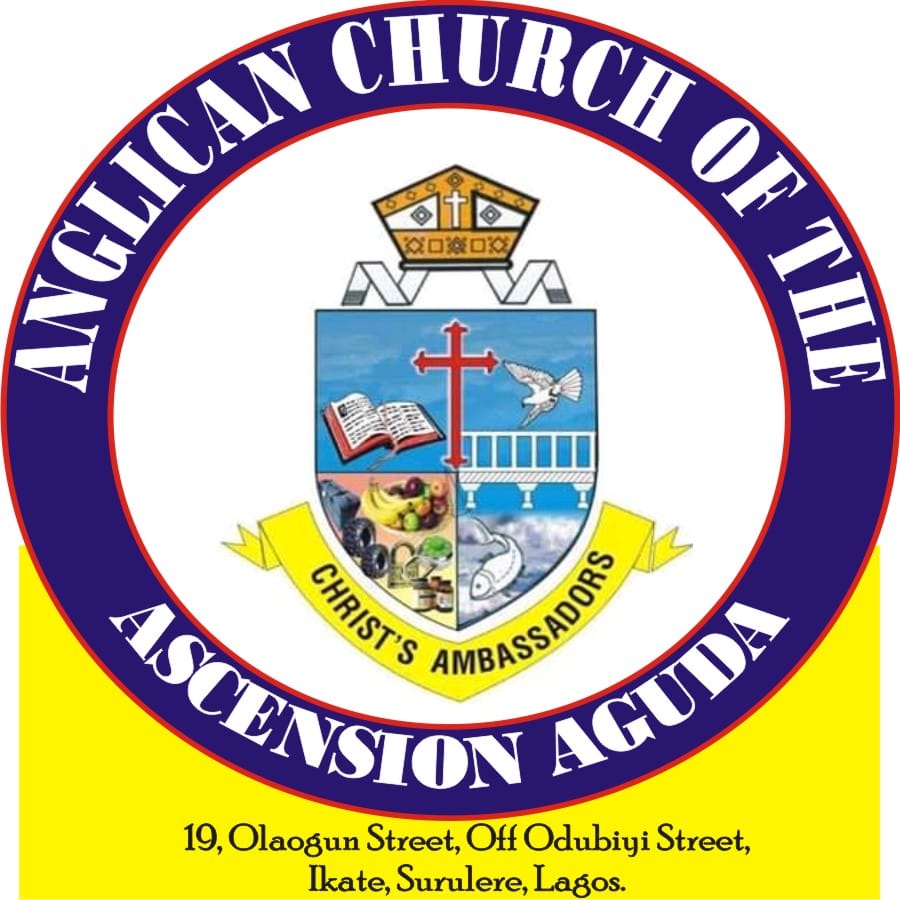 ANGLICAN CHURCH OF THE
CHRIST'S AMBASSADORS
ASCENSION AGUDA
19, Olaogun Street, Off Odubiyi Street,
Ikate, Surulere, Lagos.